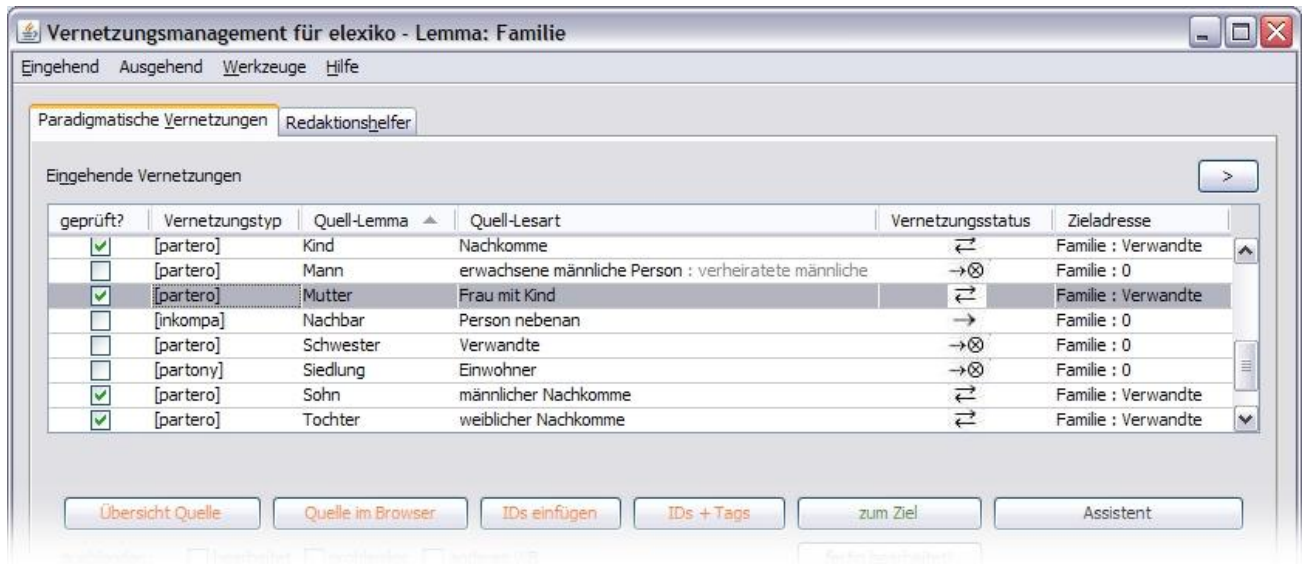 Vernetzungsmanagement für elexiko - Lemma: Familie
Eingehend Ausgehend Werkzeuge Hilfe
Paradigmatische Vernetzungen Redaktionshelfer
Eingehende Vernetzungen >
geprüft? Vernetzungstyp Quell-Lemma Quell-Lesart Vernetzungsstatus Zieladresse
[partero] Kind Nachkomme ⇄ Familie : Verwandte
[partero] Mann erwachsene männliche Person : verheiratete männliche →⊗ Familie : 0
[partero] Mutter Frau mit Kind ⇄ Familie : Verwandte
[inkompa] Nachbar Person nebenan → Familie : 0
[partero] Schwester Verwandte →⊗ Familie : 0
[partony] Siedlung Einwohner →⊗ Familie : 0
[partero] Sohn männlicher Nachkomme ⇄ Familie : Verwandte
[partero] Tochter weiblicher Nachkomme ⇄ Familie : Verwandte
Übersicht Quelle Quelle im Browser IDs einfügen IDs + Tags zum Ziel Assistent